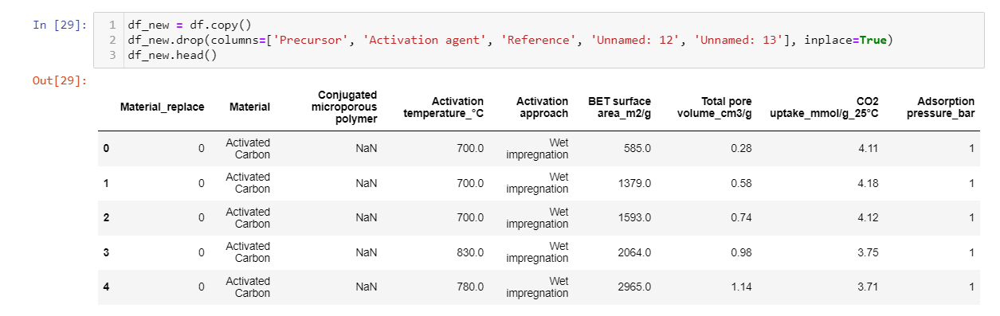 In [29]:
1 df_new = df.copy()
2 df_new.drop(columns=['Precursor', 'Activation agent', 'Reference', 'Unnamed: 12', 'Unnamed: 13'], inplace=True)
3 df_new.head()
Out[29]:
Material_replace Material Conjugated microporous polymer Activation temperature_°C Activation approach BET surface area_m2/g Total pore volume_cm3/g CO2 uptake_mmol/g_25°C Adsorption pressure_bar
0 0 Activated Carbon NaN 700.0 Wet impregnation 585.0 0.28 4.11 1
1 0 Activated Carbon NaN 700.0 Wet impregnation 1379.0 0.58 4.18 1
2 0 Activated Carbon NaN 700.0 Wet impregnation 1593.0 0.74 4.12 1
3 0 Activated Carbon NaN 830.0 Wet impregnation 2064.0 0.98 3.75 1
4 0 Activated Carbon NaN 780.0 Wet impregnation 2965.0 1.14 3.71 1